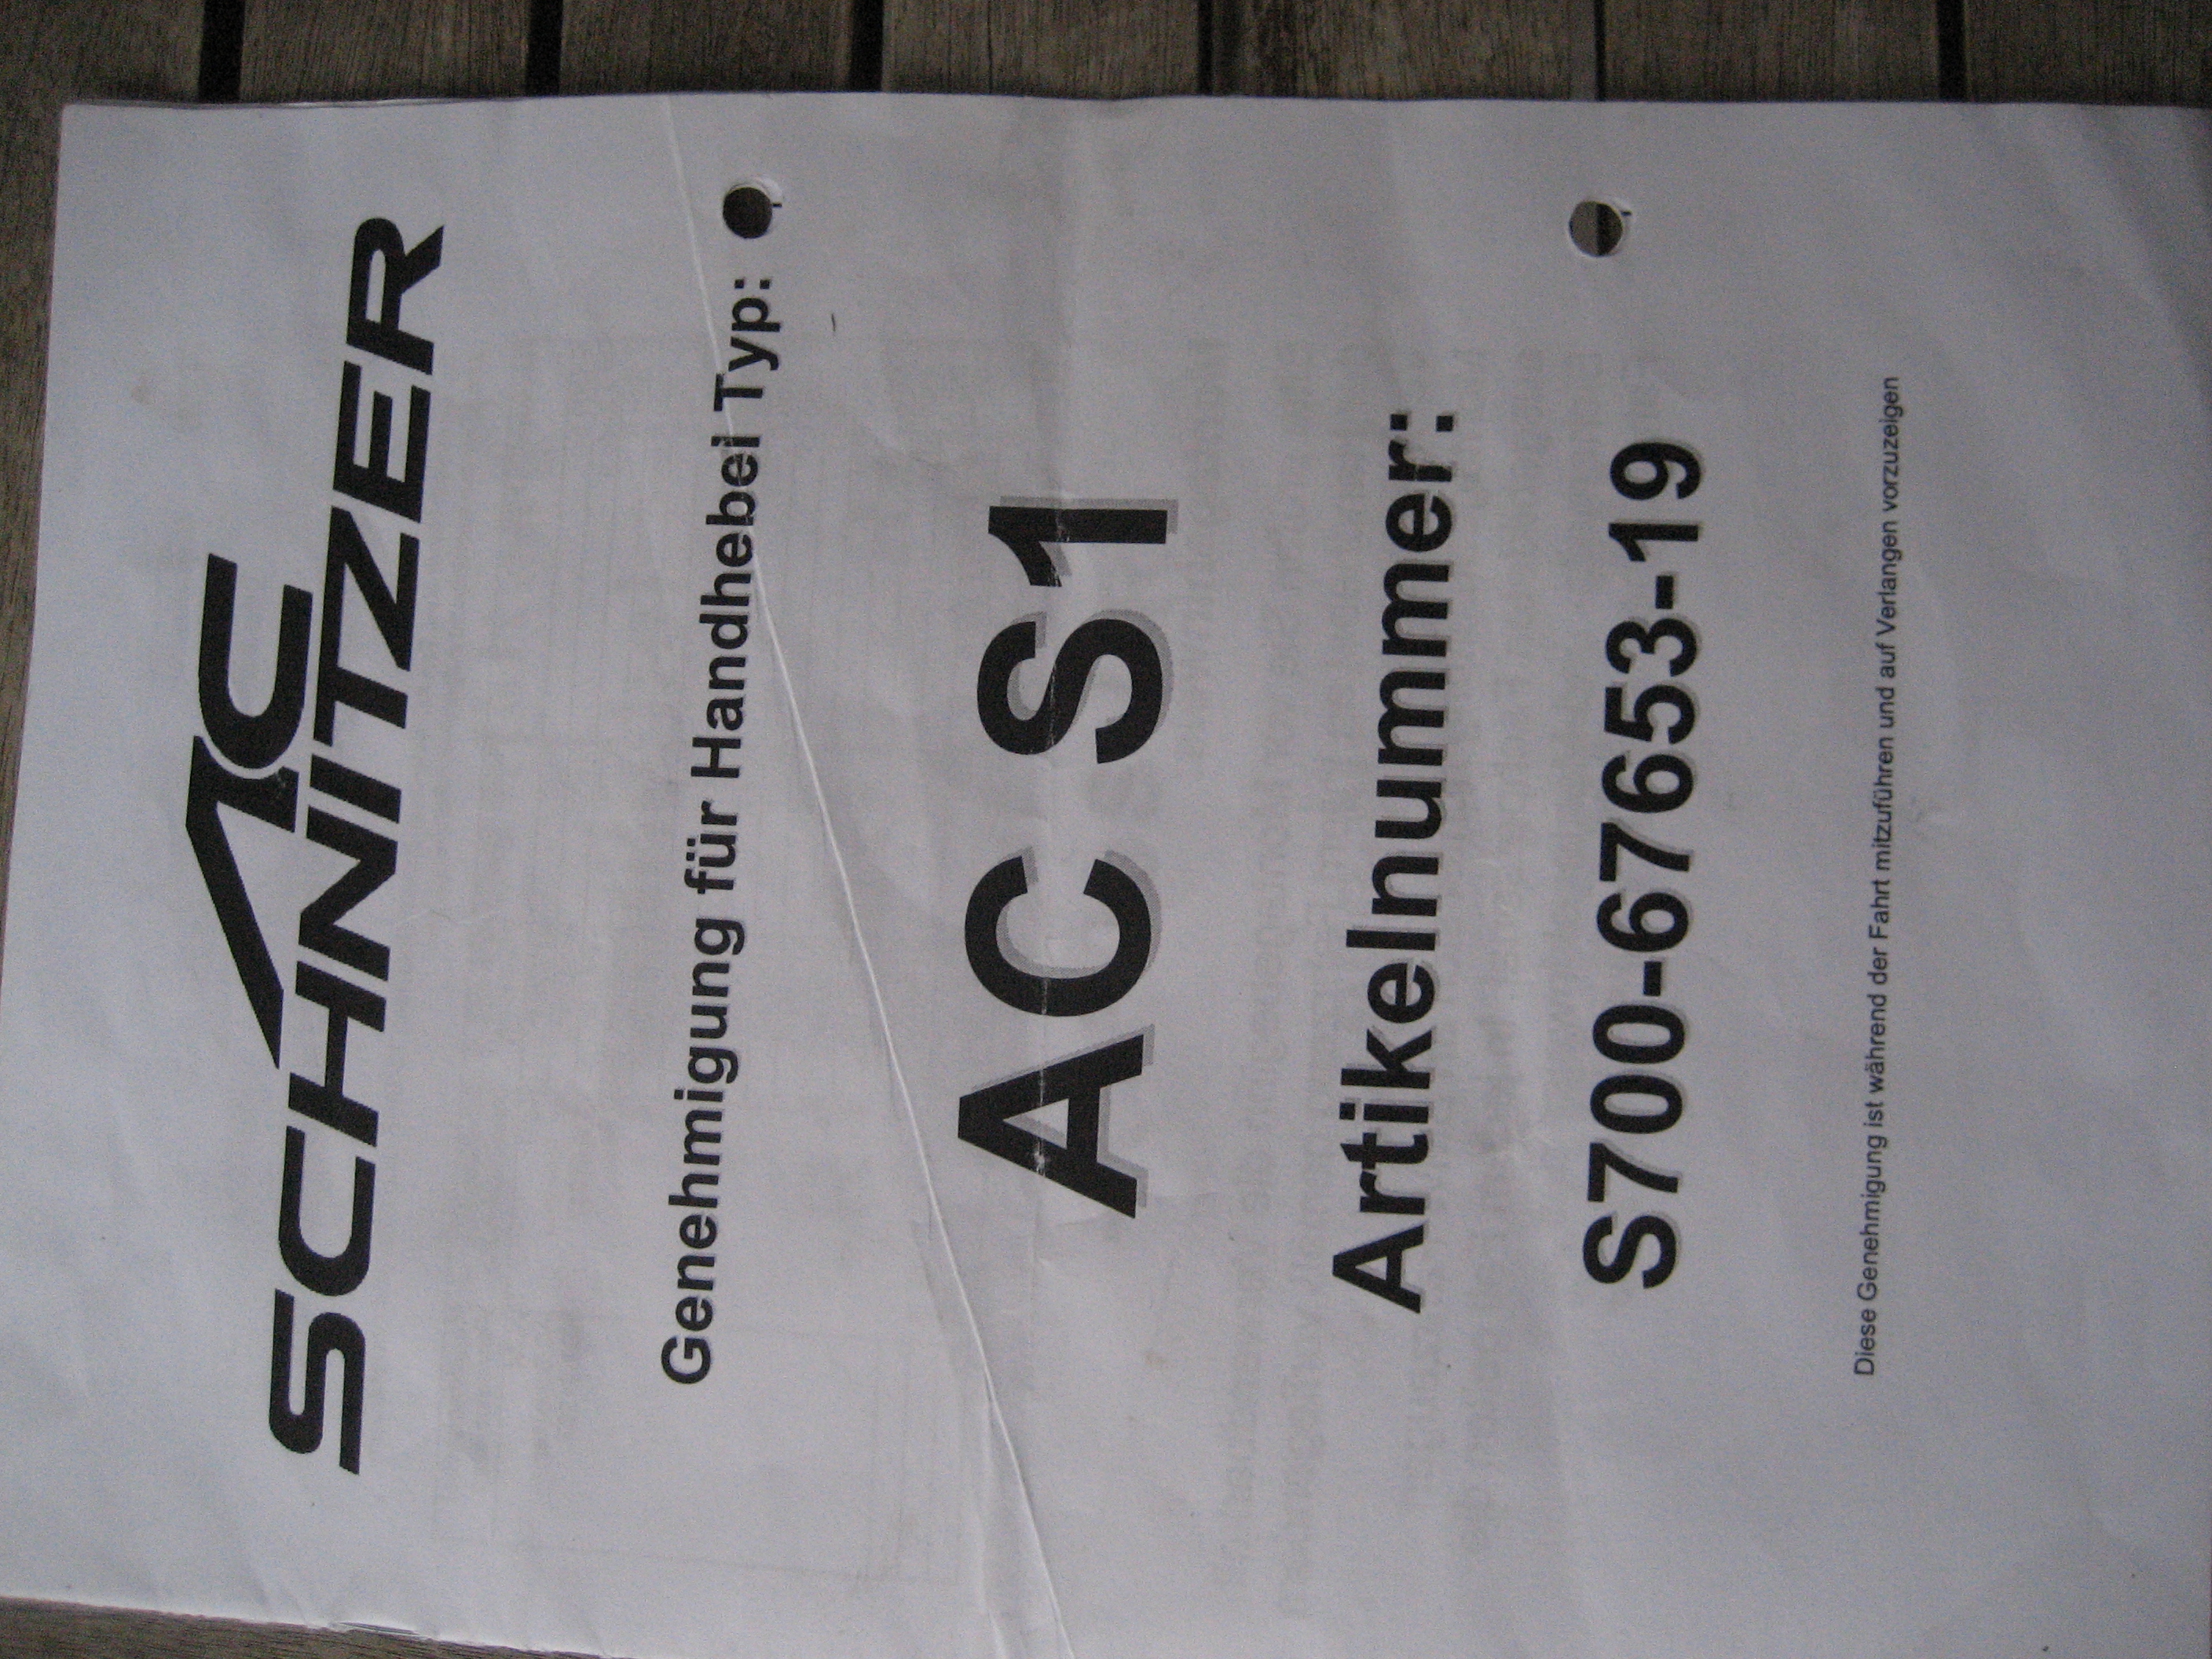 AC
SCHNITZER
Genehmigung für Handhebel Typ:
AC S1
Artikelnummer:
S700-67653-19
Diese Genehmigung ist während der Fahrt mitzuführen und auf Verlangen vorzuzeigen